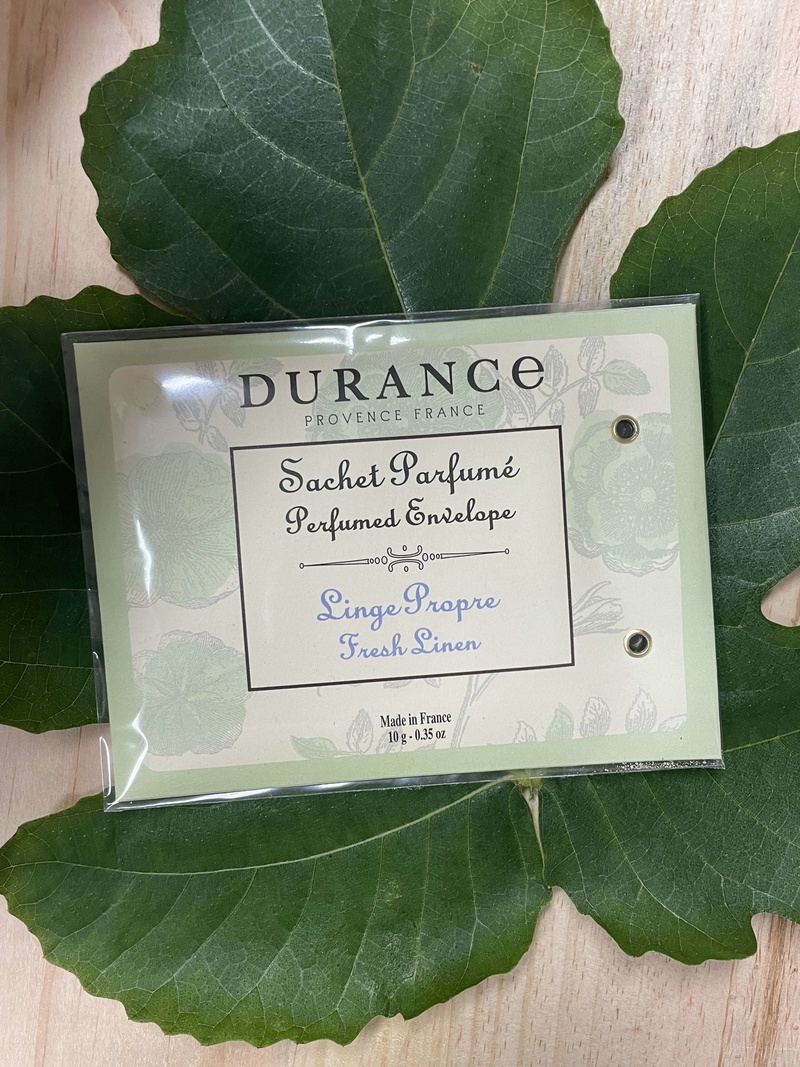 DURANCE
PROVENCE FRANCE
Sachet Parfumé
Perfumed Envelope
Linge Propre
Fresh Linen
Made in France
10 g - 0.35 oz